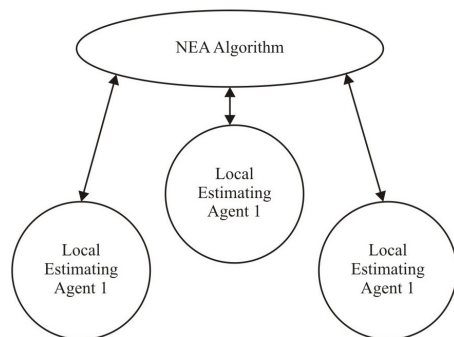 NEA Algorithm
Local
Estimating
Agent 1
Local
Estimating
Agent 1
Local
Estimating
Agent 1